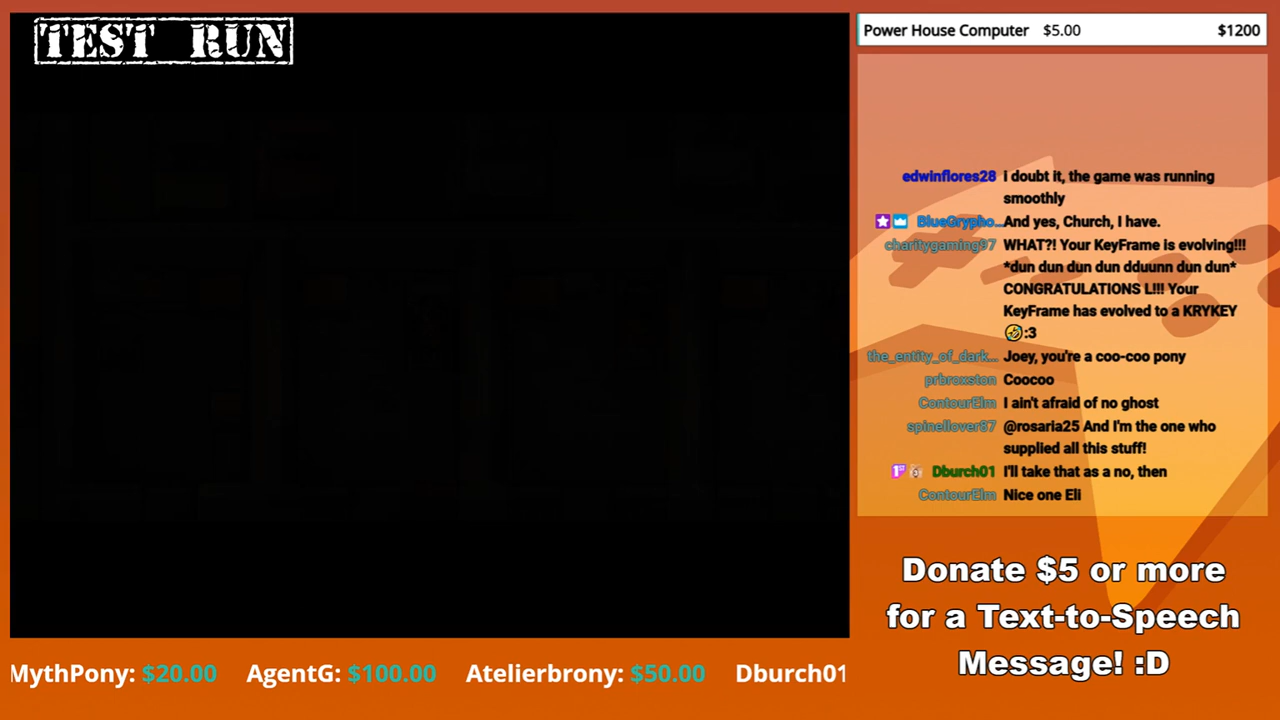 TEST RUN
Power House Computer $5.00 $1200
edwinflores28 i doubt it, the game was running
smoothly
BlueGrypho... And yes, Church, I have.
charitygaming97 WHAT?! Your KeyFrame is evolving!!!
*dun dun dun dun dduunn dun dun*
CONGRATULATIONS L!!! Your
KeyFrame has evolved to a KRYKEY
🤣:3
the_entity_of_dark... Joey, you're a coo-coo pony
prbroxston Coocoo
ContourElm I ain't afraid of no ghost
spinellover87 @rosaria25 And I'm the one who
supplied all this stuff!
1ST Dburch01 I'll take that as a no, then
ContourElm Nice one Eli
Donate $5 or more
for a Text-to-Speech
Message! :D
MythPony: $20.00 AgentG: $100.00 Atelierbrony: $50.00 Dburch01